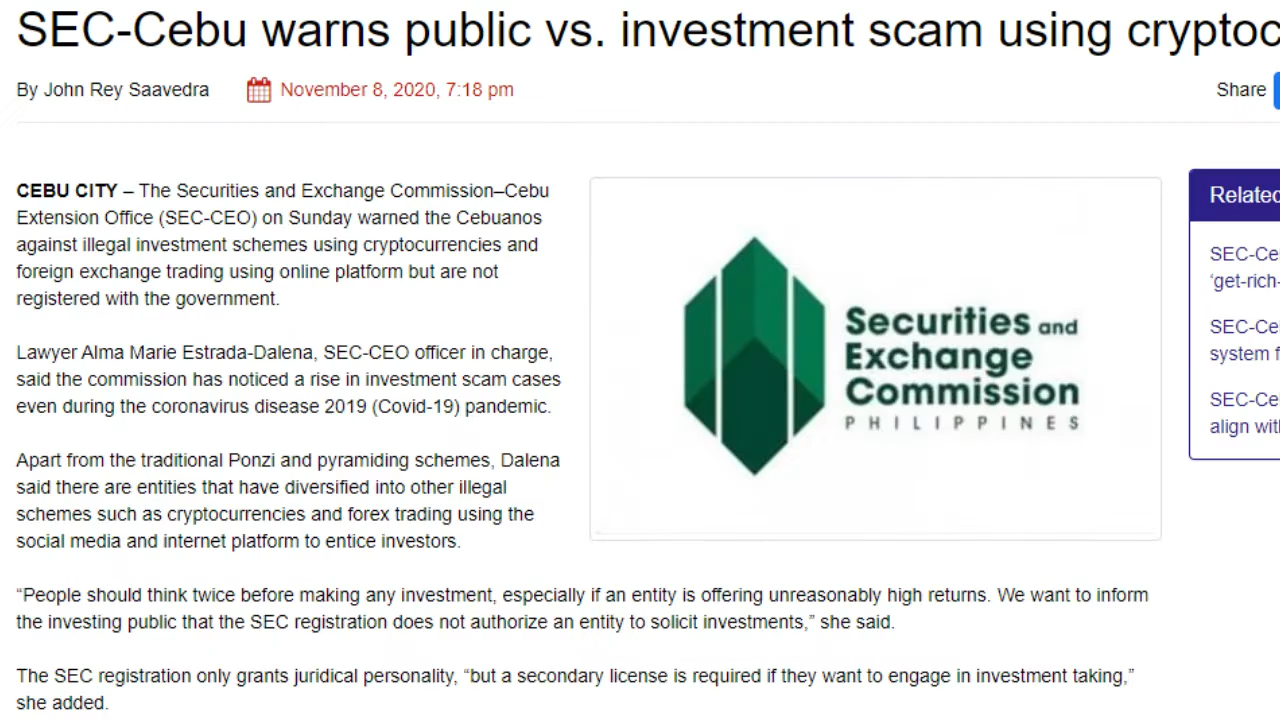 SEC-Cebu warns public vs. investment scam using cryptoc
By John Rey Saavedra
November 8, 2020, 7:18 pm
Share
CEBU CITY – The Securities and Exchange Commission–Cebu
Extension Office (SEC-CEO) on Sunday warned the Cebuanos
against illegal investment schemes using cryptocurrencies and
foreign exchange trading using online platform but are not
registered with the government.
Lawyer Alma Marie Estrada-Dalena, SEC-CEO officer in charge,
said the commission has noticed a rise in investment scam cases
even during the coronavirus disease 2019 (Covid-19) pandemic.
Apart from the traditional Ponzi and pyramiding schemes, Dalena
said there are entities that have diversified into other illegal
schemes such as cryptocurrencies and forex trading using the
social media and internet platform to entice investors.
Securities and
Exchange
Commission
PHILIPPINES
“People should think twice before making any investment, especially if an entity is offering unreasonably high returns. We want to inform
the investing public that the SEC registration does not authorize an entity to solicit investments,” she said.
The SEC registration only grants juridical personality, “but a secondary license is required if they want to engage in investment taking,”
she added.
Related
SEC-Ce
‘get-rich-
SEC-Ce
system f
SEC-Ce
align wit